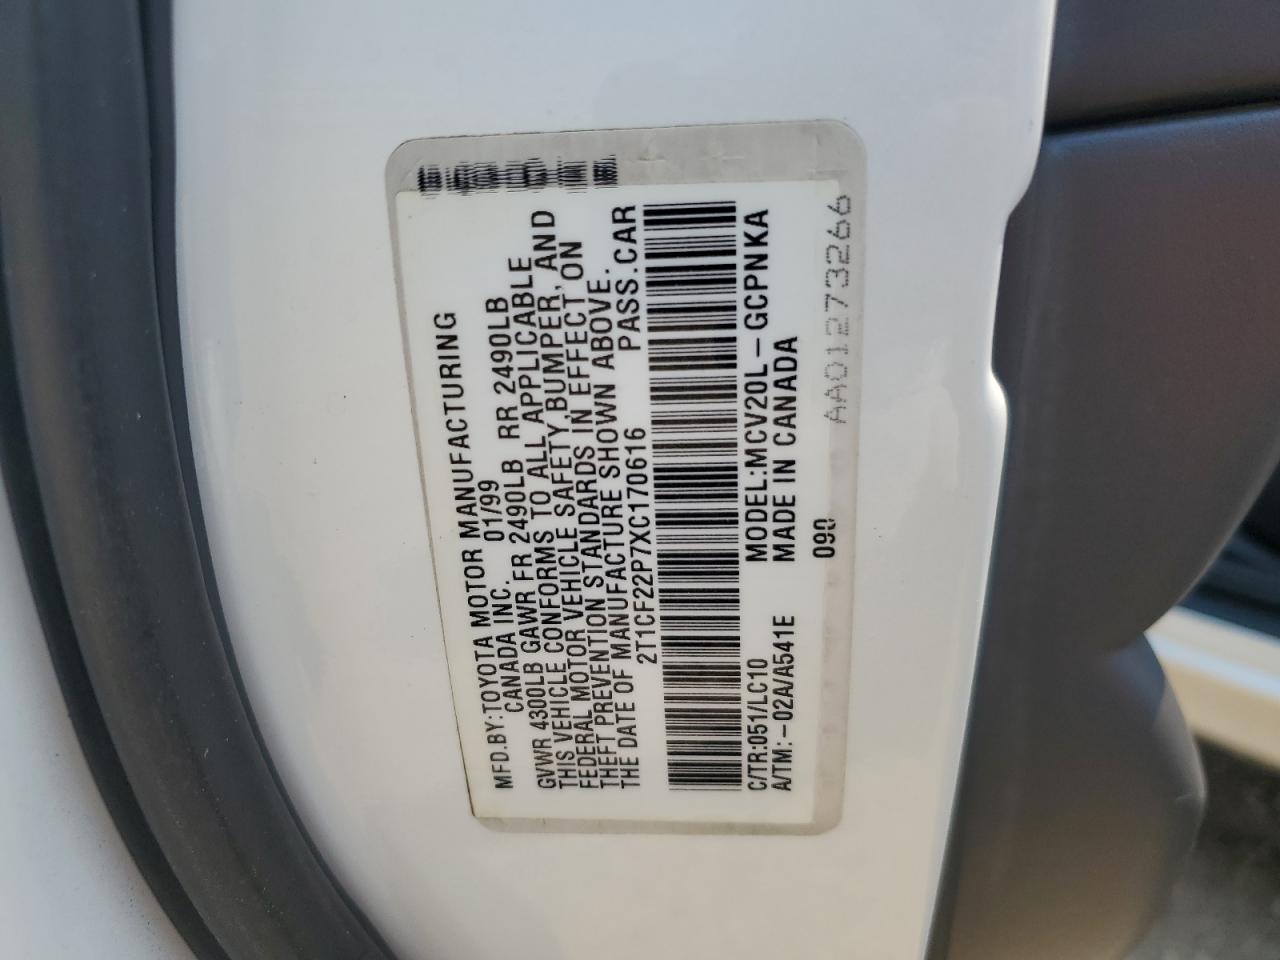 MFD.BY:TOYOTA MOTOR MANUFACTURING
CANADA INC. 01/99
GVWR 4300LB GAWR FR 2490LB RR 2490LB
THIS VEHICLE CONFORMS TO ALL APPLICABLE
FEDERAL MOTOR VEHICLE SAFETY,BUMPER, AND
THEFT PREVENTION STANDARDS IN EFFECT ON
THE DATE OF MANUFACTURE SHOWN ABOVE.
2T1CF22P7XC170616 PASS.CAR
C/TR:051/LC10 MODEL:MCV20L-GCPNKA
A/TM:-02A/A541E MADE IN CANADA
090
AA01273266